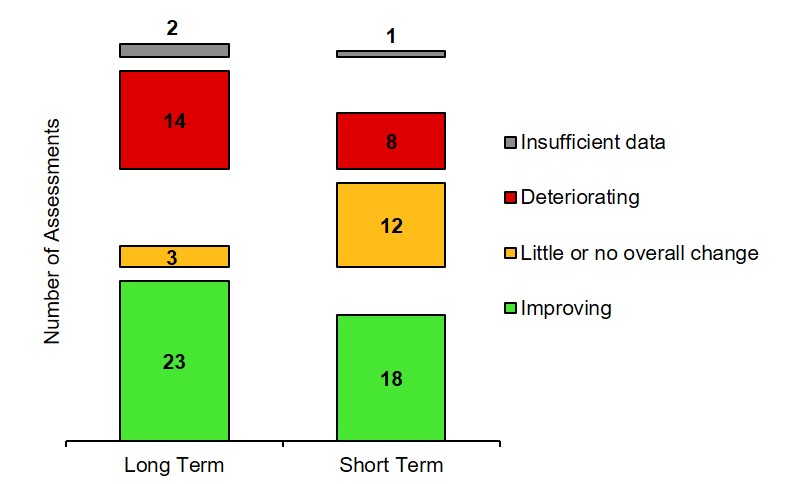 2
1
14
8
3
12
23
18
Number of Assessments
Long Term
Short Term
Insufficient data
Deteriorating
Little or no overall change
Improving